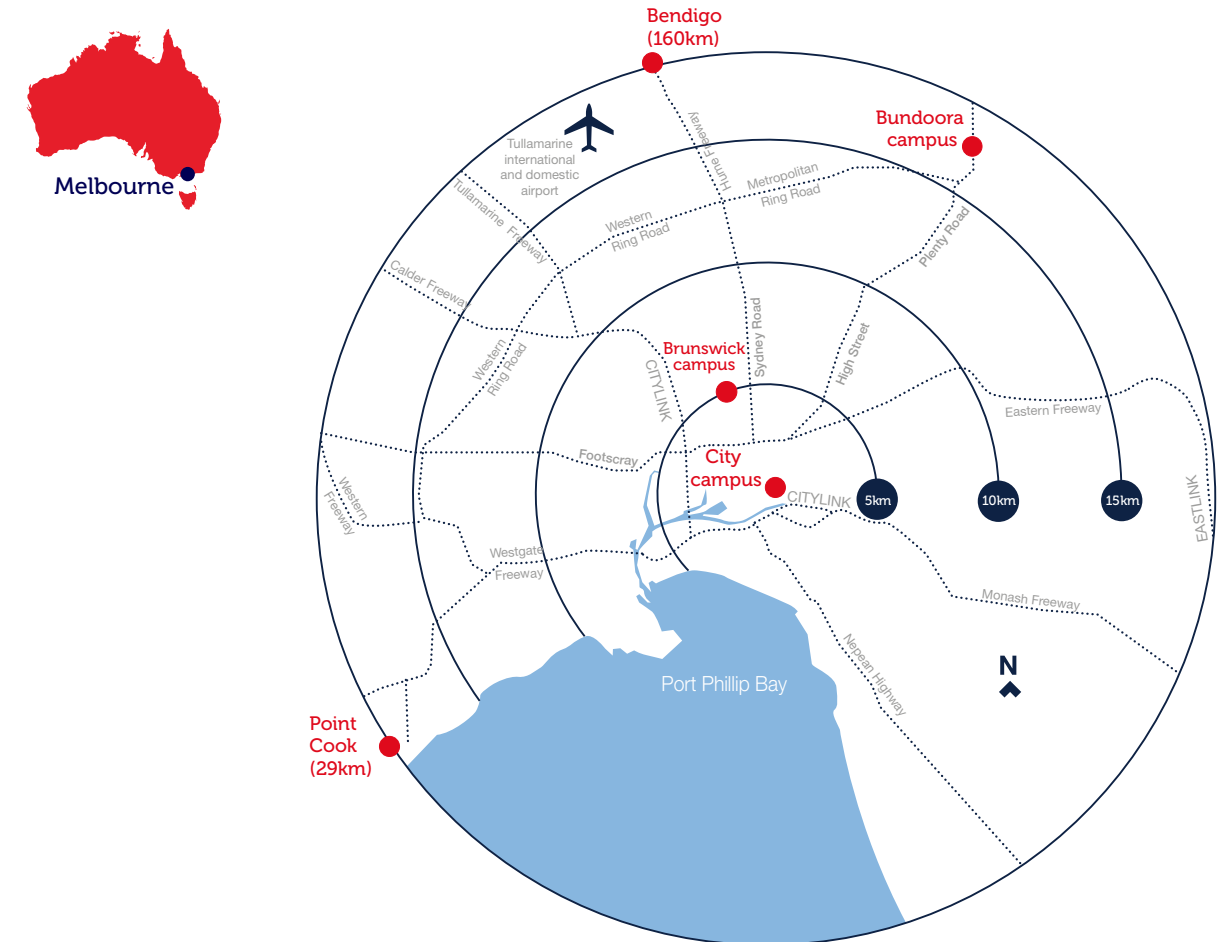 Bendigo
(160km)
Bundoora
campus
Tullamarine
international
and domestic
airport
Hume Freeway
Melbourne
Metropolitan
Ring Road
Tullamarine Freeway
Western
Ring Road
Plenty Road
Calder Freeway
Sydney Road
High Street
Western
Ring Road
Brunswick
campus
CITYLINK
Eastern Freeway
Footscray
City
campus
CITYLINK
5km
10km
15km
EASTLINK
Western
Freeway
Westgate
Freeway
Monash Freeway
Nepean Highway
N
Port Phillip Bay
Point
Cook
(29km)